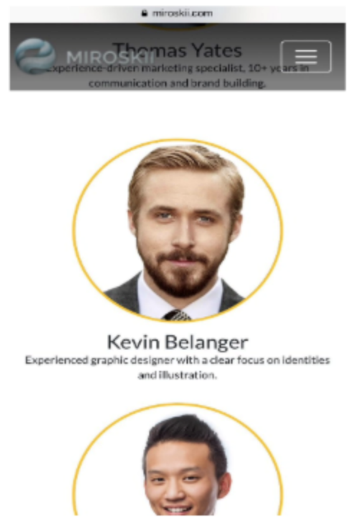 miroskii.com
Thomas Yates
MIROSKII
experience-driven marketing specialist, 10+ years in
communication and brand building.
Kevin Belanger
Experienced graphic designer with a clear focus on identities
and illustration.